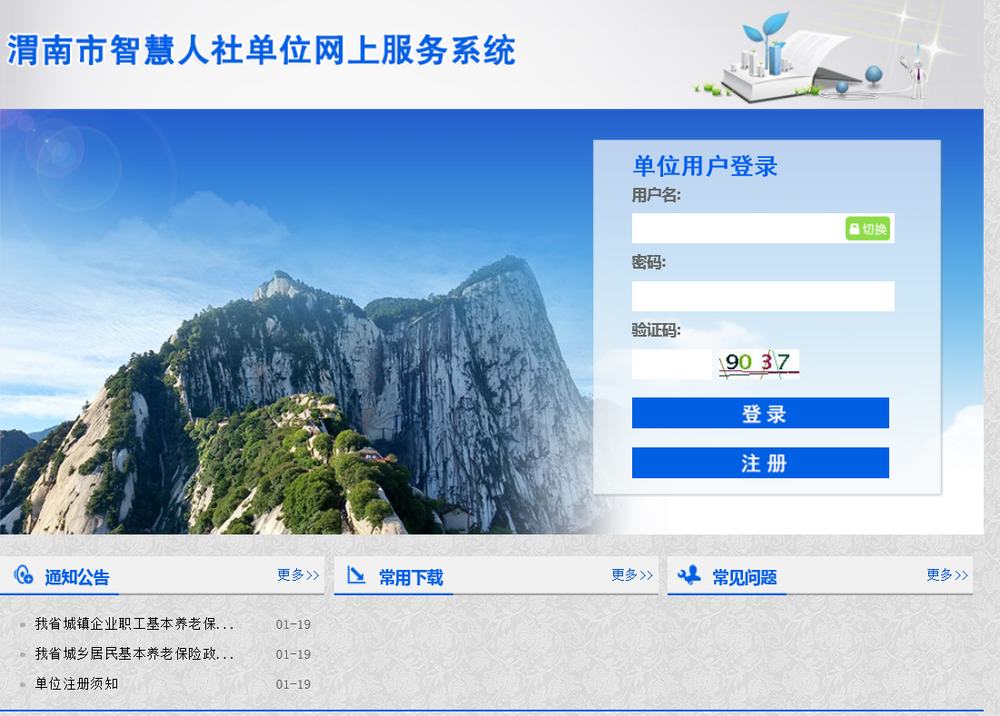 渭南市智慧人社单位网上服务系统
单位用户登录
用户名:
切换
密码:
验证码:
9037
登 录
注 册
通知公告
更多>>
我省城镇企业职工基本养老保...
01-19
我省城乡居民基本养老保险政...
01-19
单位注册须知
01-19
常用下载
更多>>
常见问题
更多>>